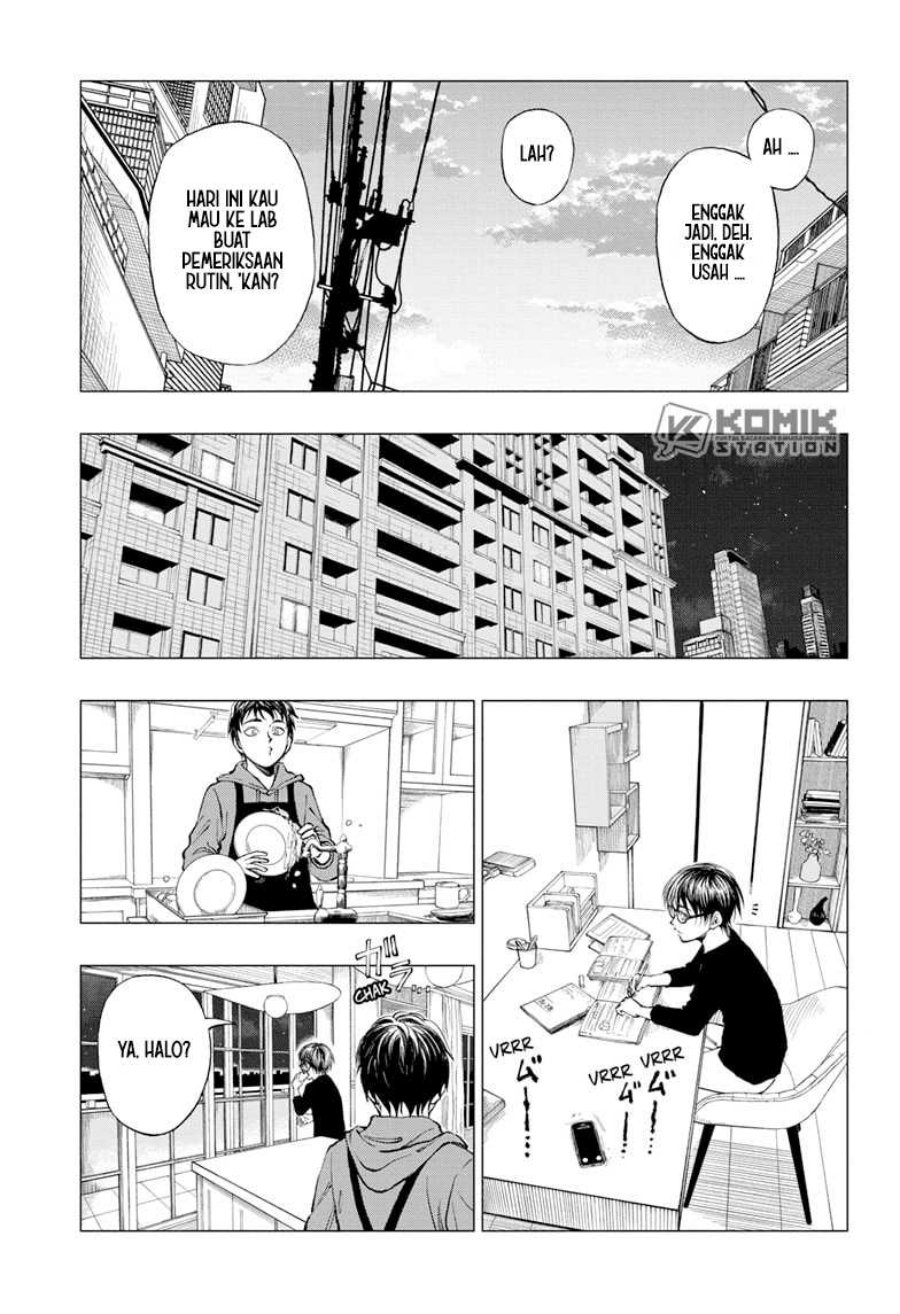 AH ....
ENGGAK
JADI, DEH.
ENGGAK
USAH ....
LAH?
HARI INI KAU
MAU KE LAB
BUAT
PEMERIKSAAN
RUTIN, 'KAN?
KOMIK
STATION
VRRR
ム゛
VRRR
ム゛
VRRR
ム゛
ガラ
CHAK
YA, HALO?